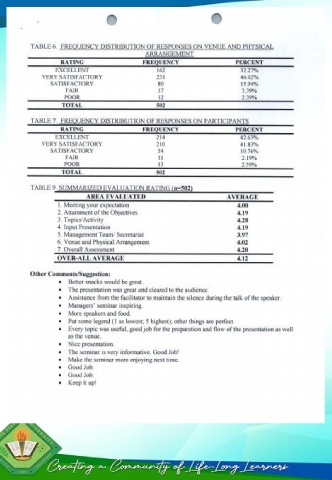 TABLE 6. FREQUENCY DISTRIBUTION OF RESPONSES ON VENUE AND PHYSICAL
ARRANGEMENT
RATING FREQUENCY PERCENT
EXCELLENT 162 32.27%
VERY SATISFACTORY 231 46.02%
SATISFACTORY 80 15.94%
FAIR 17 3.39%
POOR 12 2.39%
TOTAL 502
TABLE 7. FREQUENCY DISTRIBUTION OF RESPONSES ON PARTICIPANTS
RATING FREQUENCY PERCENT
EXCELLENT 214 42.63%
VERY SATISFACTORY 210 41.83%
SATISFACTORY 54 10.76%
FAIR 11 2.19%
POOR 13 2.59%
TOTAL 502
TABLE 9. SUMMARIZED EVALUATION RATING (n=502)
AREA EVALUATED AVERAGE
1. Meeting your expectation 4.00
2. Attainment of the Objectives 4.19
3. Topics/Activity 4.28
4. Input Presentation 4.19
5. Management Team/ Secretariat 3.97
6. Venue and Physical Arrangement 4.02
7. Overall Assessment 4.20
OVER-ALL AVERAGE 4.12
Other Comments/Suggestion:
• Better snacks would be great.
• The presentation was great and cleared to the audience.
• Assistance from the facilitator to maintain the silence during the talk of the speaker.
• Managers' seminar inspiring.
• More speakers and food.
• Put some legend (1 as lowest; 5 highest); other things are perfect.
• Every topic was useful, good job for the preparation and flow of the presentation as well
as the venue.
• Nice presentation.
• The seminar is very informative. Good Job!
• Make the seminar more enjoying next time.
• Good Job.
• Good Job.
• Keep it up!
Creating a Community of Life-Long Learners